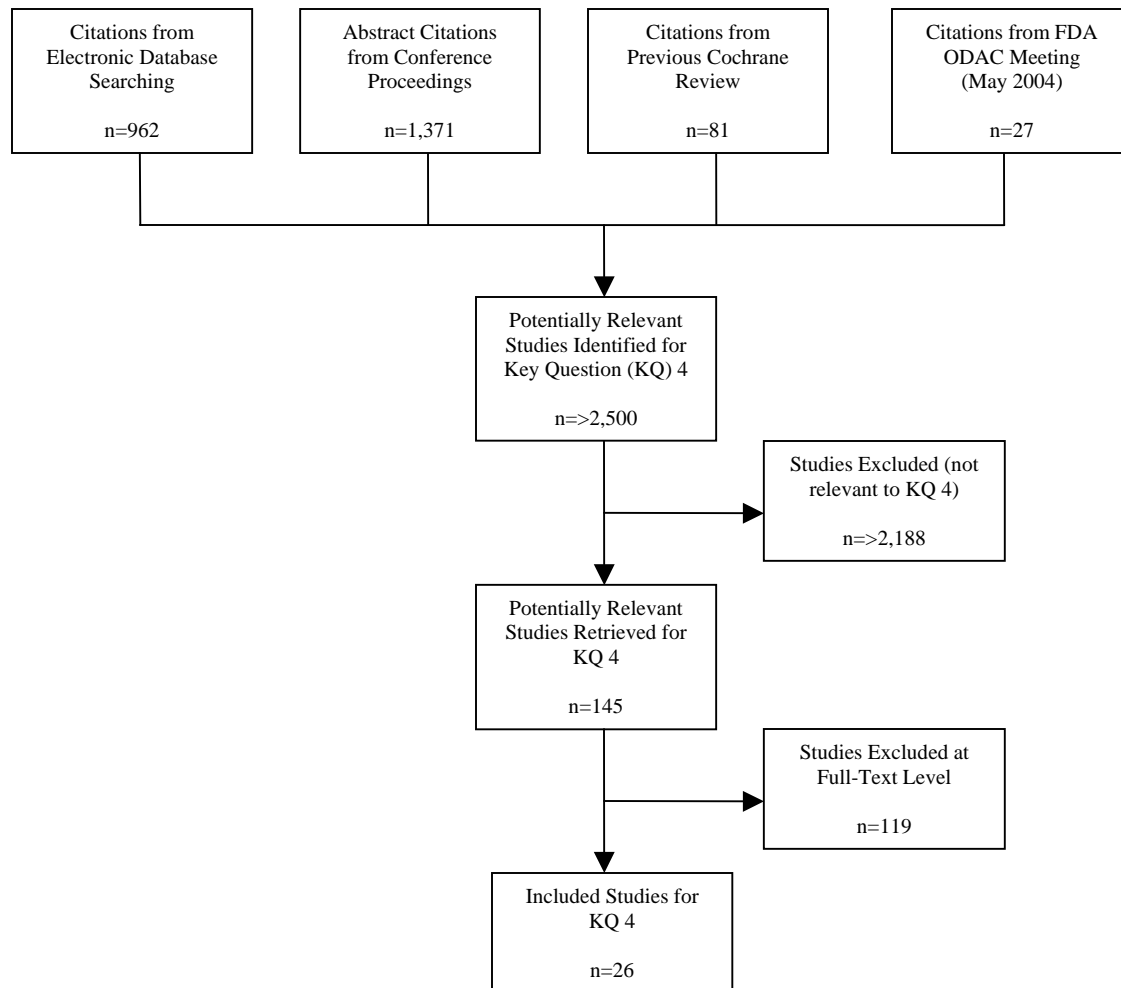 Citations from
Electronic Database
Searching
n=962
Abstract Citations
from Conference
Proceedings
n=1,371
Citations from
Previous Cochrane
Review
n=81
Citations from FDA
ODAC Meeting
(May 2004)
n=27
Potentially Relevant
Studies Identified for
Key Question (KQ) 4
n=>2,500
Studies Excluded (not
relevant to KQ 4)
n=>2,188
Potentially Relevant
Studies Retrieved for
KQ 4
n=145
Studies Excluded at
Full-Text Level
n=119
Included Studies for
KQ 4
n=26